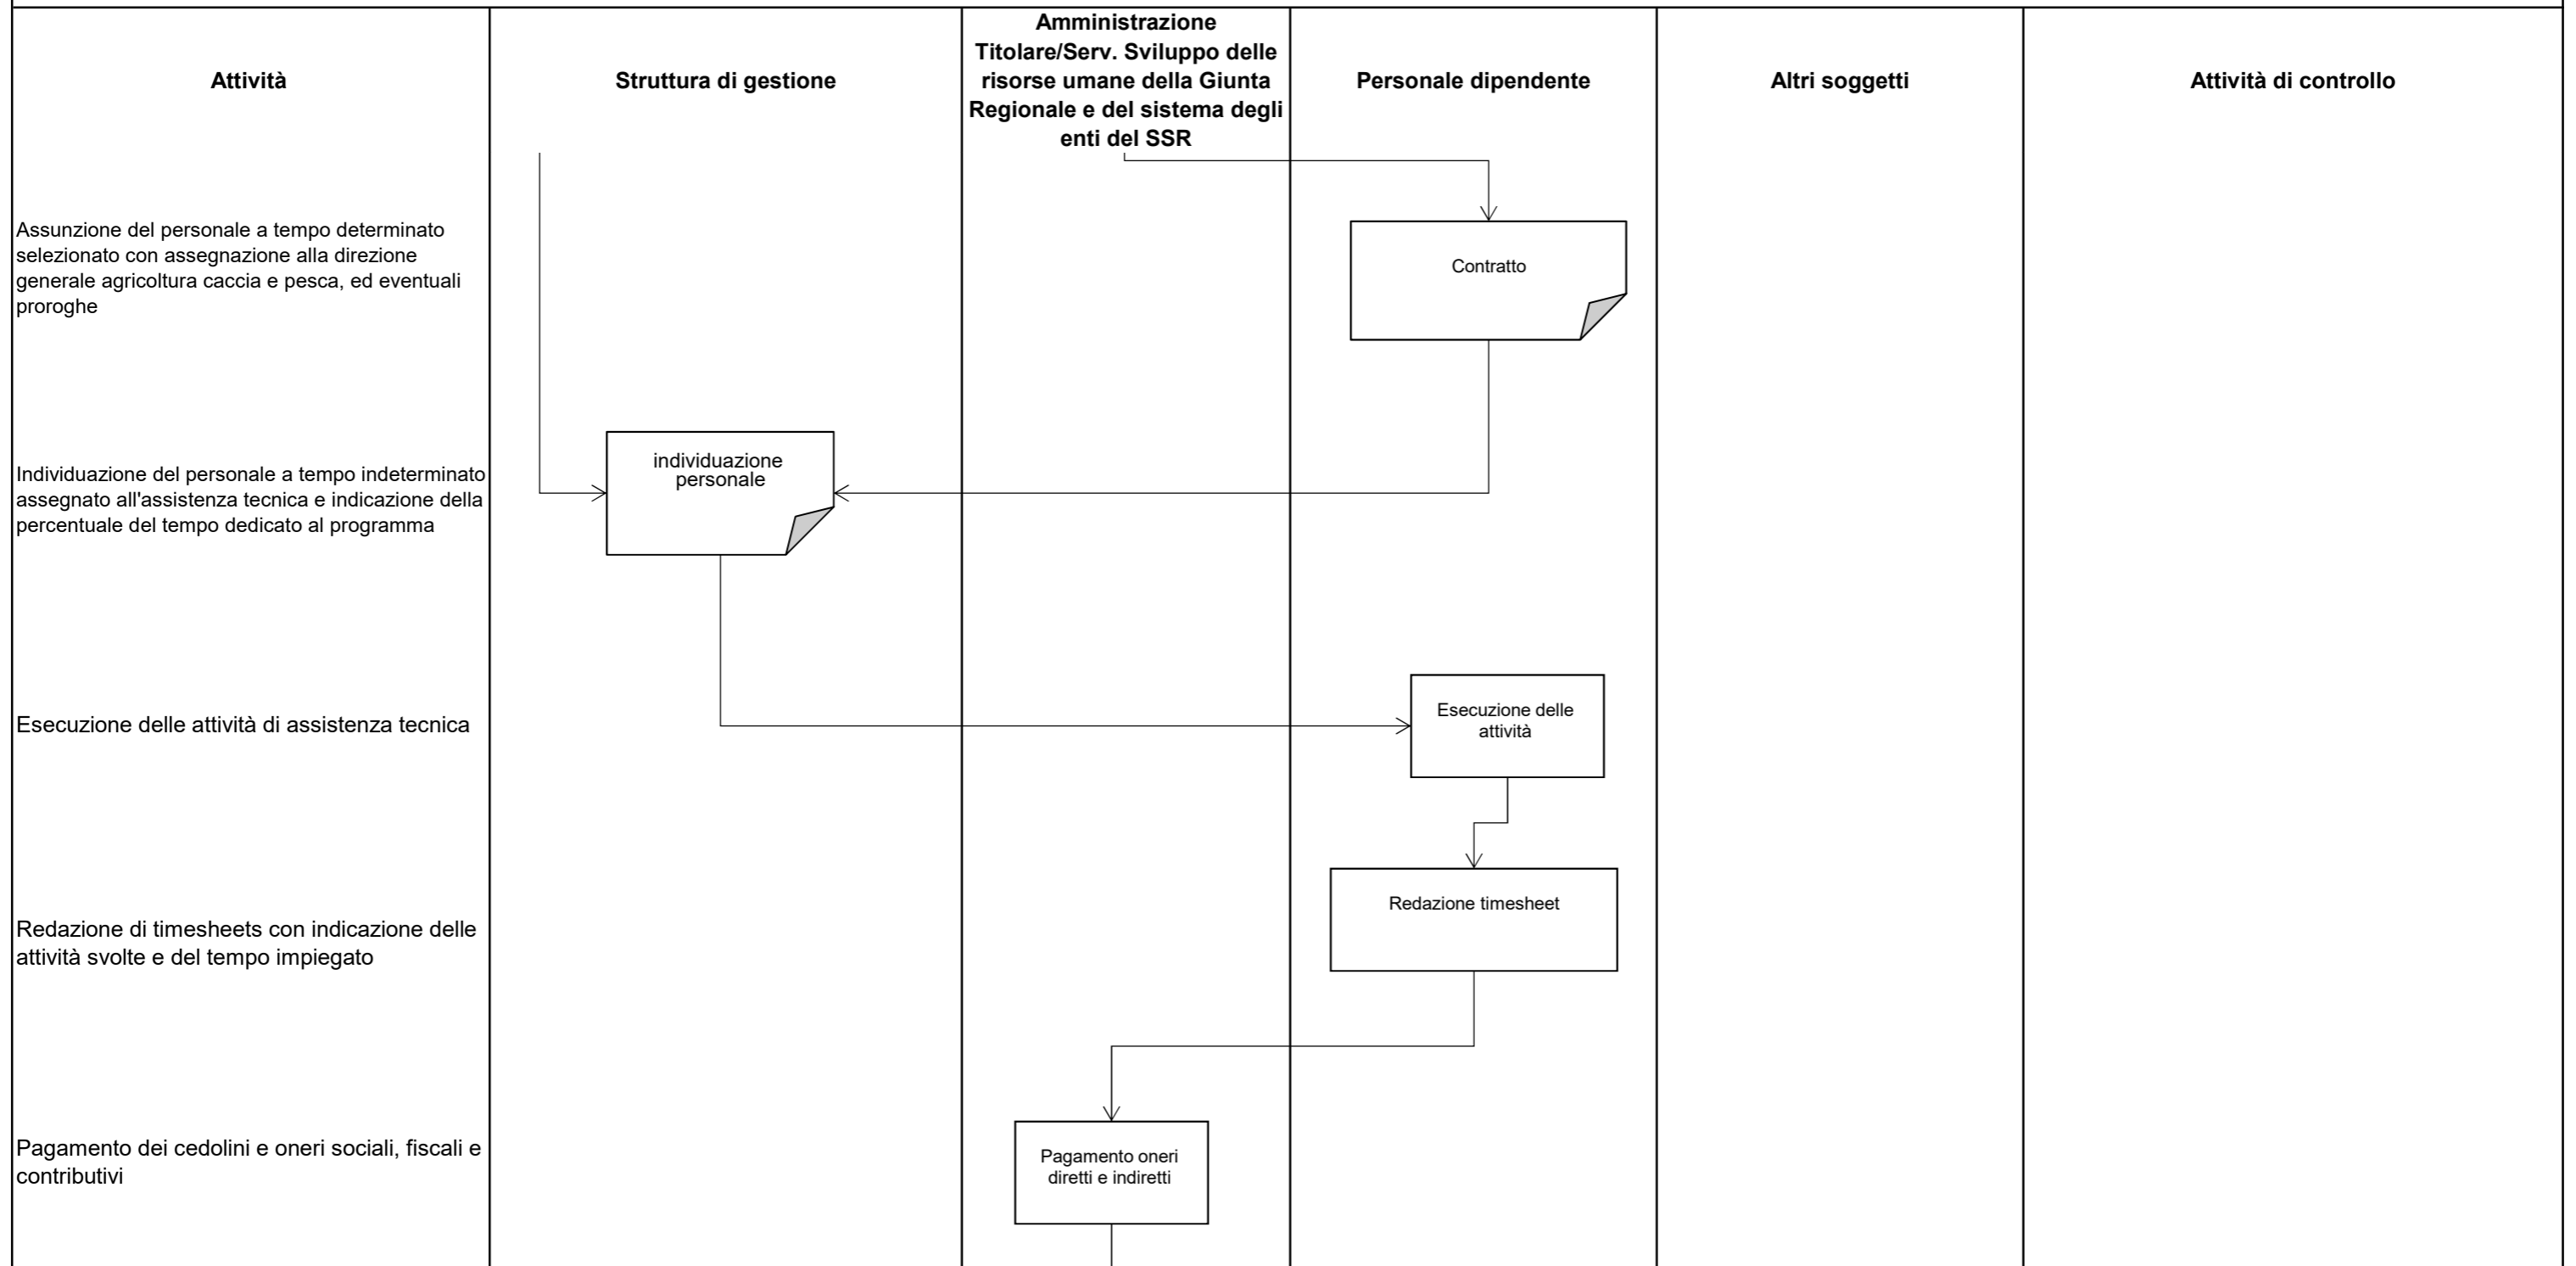 Attività
Struttura di gestione
Amministrazione
Titolare/Serv. Sviluppo delle
risorse umane della Giunta
Regionale e del sistema degli
enti del SSR
Personale dipendente
Altri soggetti
Attività di controllo
Assunzione del personale a tempo determinato
selezionato con assegnazione alla direzione
generale agricoltura caccia e pesca, ed eventuali
proroghe
Contratto
Individuazione del personale a tempo indeterminato
assegnato all'assistenza tecnica e indicazione della
percentuale del tempo dedicato al programma
individuazione
personale
Esecuzione delle attività di assistenza tecnica
Esecuzione delle
attività
Redazione di timesheets con indicazione delle
attività svolte e del tempo impiegato
Redazione timesheet
Pagamento dei cedolini e oneri sociali, fiscali e
contributivi
Pagamento oneri
diretti e indiretti